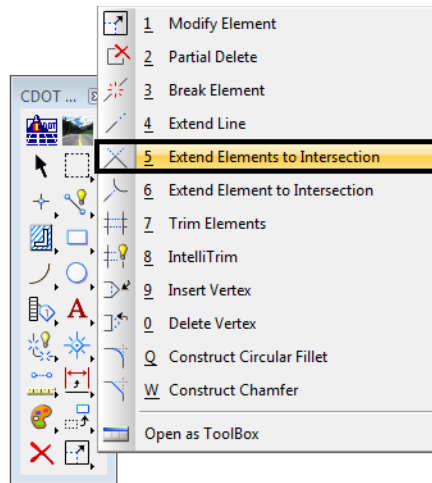 1 Modify Element
2 Partial Delete
CDOT ...
3 Break Element
4 Extend Line
5 Extend Elements to Intersection
6 Extend Element to Intersection
7 Trim Elements
8 IntelliTrim
9 Insert Vertex
A
0 Delete Vertex
Q Construct Circular Fillet
W Construct Chamfer
Open as ToolBox